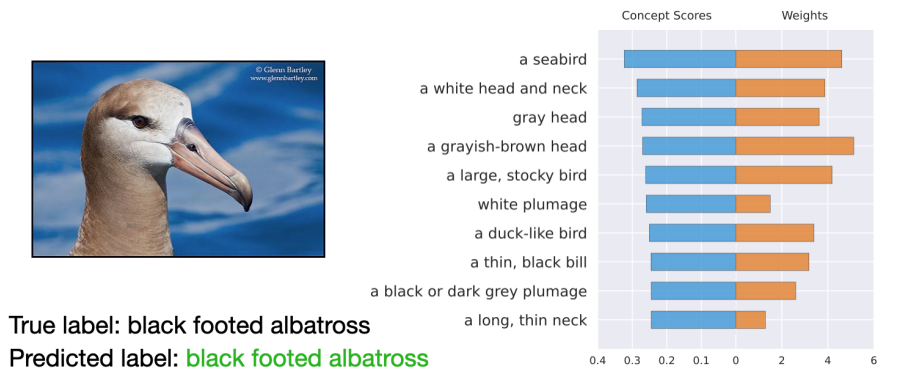 Concept Scores
Weights
© Glenn Bartley
www.glennbartley.com
a seabird
a white head and neck
gray head
a grayish-brown head
a large, stocky bird
white plumage
a duck-like bird
a thin, black bill
a black or dark grey plumage
a long, thin neck
0.4 0.3 0.2 0.1 0 2 4 6
True label: black footed albatross
Predicted label: black footed albatross